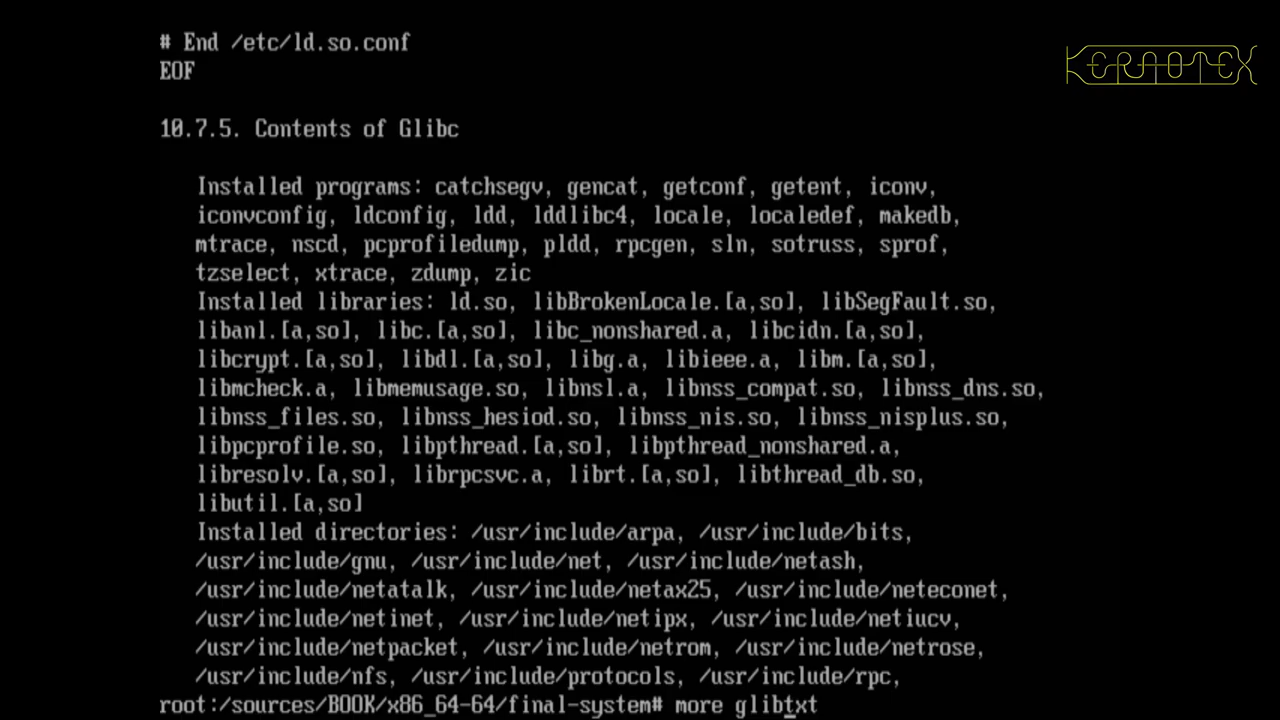 # End /etc/ld.so.conf
KERNOTEX
EOF
10.7.5. Contents of Glibc
Installed programs: catchsegv, gencat, getconf, getent, iconv,
iconvconfig, ldconfig, ldd, lddlibc4, locale, localedef, makedb,
mtrace, nscd, pcprofiledump, pldd, rpcgen, sln, sotruss, sprof,
tzselect, xtrace, zdump, zic
Installed libraries: ld.so, libBrokenLocale.[a,so], libSegFault.so,
libanl.[a,so], libc.[a,so], libc_nonshared.a, libcidn.[a,so],
libcrypt.[a,so], libdl.[a,so], libg.a, libieee.a, libm.[a,so],
libmcheck.a, libmemusage.so, libnsl.a, libnss_compat.so, libnss_dns.so,
libnss_files.so, libnss_hesiod.so, libnss_nis.so, libnss_nisplus.so,
libpcprofile.so, libpthread.[a,so], libpthread_nonshared.a,
libresolv.[a,so], librpcsvc.a, librt.[a,so], libthread_db.so,
libutil.[a,so]
Installed directories: /usr/include/arpa, /usr/include/bits,
/usr/include/gnu, /usr/include/net, /usr/include/netash,
/usr/include/netatalk, /usr/include/netax25, /usr/include/neteconet,
/usr/include/netinet, /usr/include/netipx, /usr/include/netiucv,
/usr/include/netpacket, /usr/include/netrom, /usr/include/netrose,
/usr/include/nfs, /usr/include/protocols, /usr/include/rpc,
root:/sources/BOOK/x86_64-64/final-system# more glibtxt